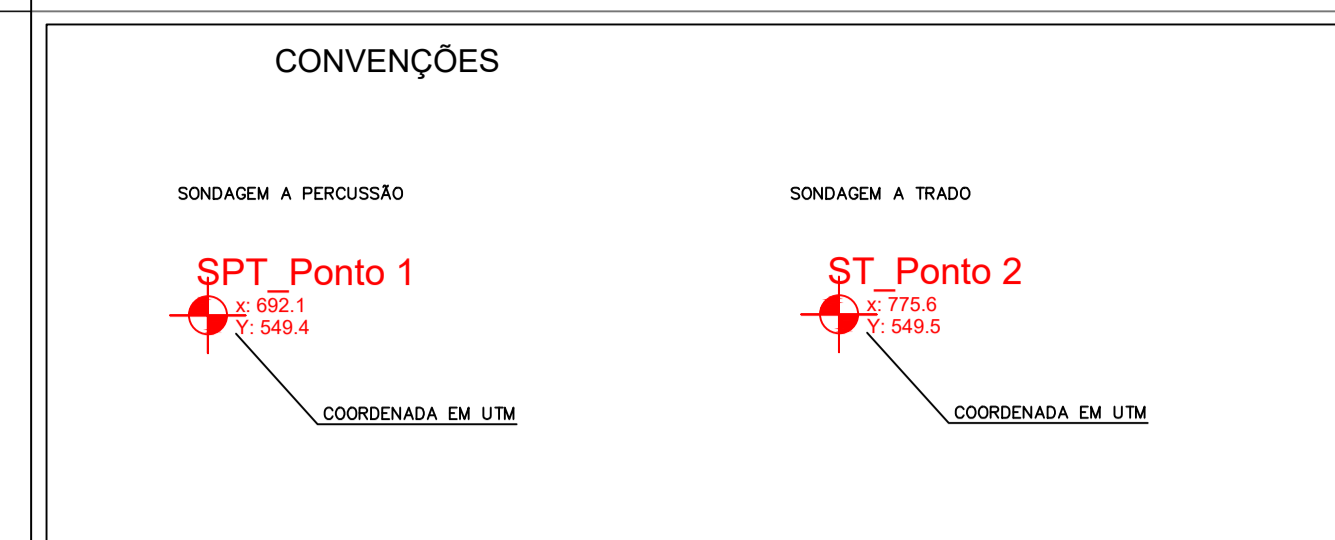 CONVENÇÕES
SONDAGEM A PERCUSSÃO
SPT_Ponto 1
x: 692.1
Y: 549.4
COORDENADA EM UTM
SONDAGEM A TRADO
ST_Ponto 2
x: 775.6
Y: 549.5
COORDENADA EM UTM